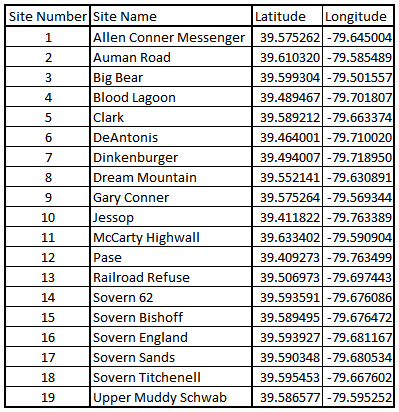 Site Number Site Name Latitude Longitude
1 Allen Conner Messenger 39.575262 -79.645004
2 Auman Road 39.610320 -79.585489
3 Big Bear 39.599304 -79.501557
4 Blood Lagoon 39.489467 -79.701807
5 Clark 39.589212 -79.663374
6 DeAntonis 39.464001 -79.710020
7 Dinkenburger 39.494007 -79.718950
8 Dream Mountain 39.552141 -79.630891
9 Gary Conner 39.575264 -79.569344
10 Jessop 39.411822 -79.763389
11 McCarty Highwall 39.633402 -79.590904
12 Pase 39.409273 -79.763499
13 Railroad Refuse 39.506973 -79.697443
14 Sovern 62 39.593591 -79.676086
15 Sovern Bishoff 39.589495 -79.676472
16 Sovern England 39.593927 -79.681167
17 Sovern Sands 39.590348 -79.680534
18 Sovern Titchenell 39.595453 -79.667602
19 Upper Muddy Schwab 39.586577 -79.595252